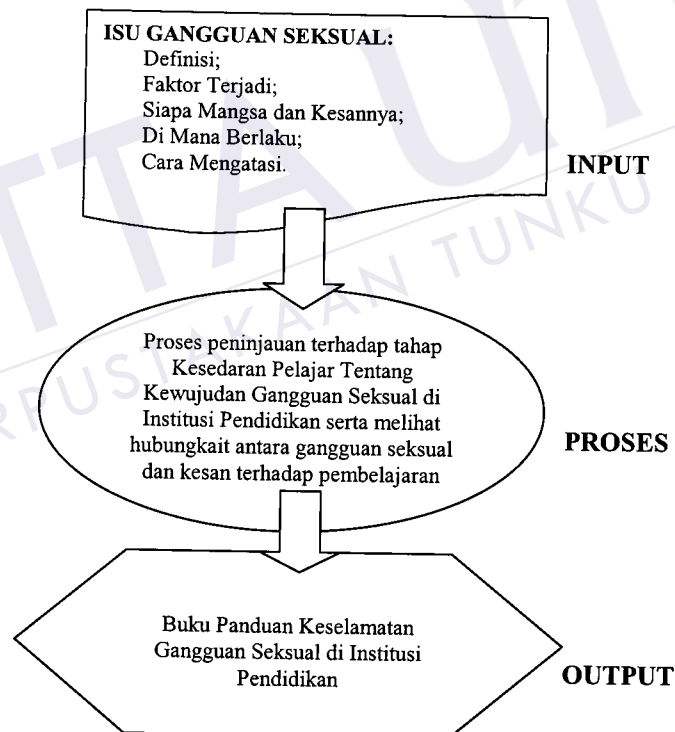 ISU GANGGUAN SEKSUAL:
Definisi;
Faktor Terjadi;
Siapa Mangsa dan Kesannya;
Di Mana Berlaku;
Cara Mengatasi.
INPUT
Proses peninjauan terhadap tahap
Kesedaran Pelajar Tentang
Kewujudan Gangguan Seksual di
Institusi Pendidikan serta melihat
hubungkait antara gangguan seksual
dan kesan terhadap pembelajaran
PROSES
Buku Panduan Keselamatan
Gangguan Seksual di Institusi
Pendidikan
OUTPUT